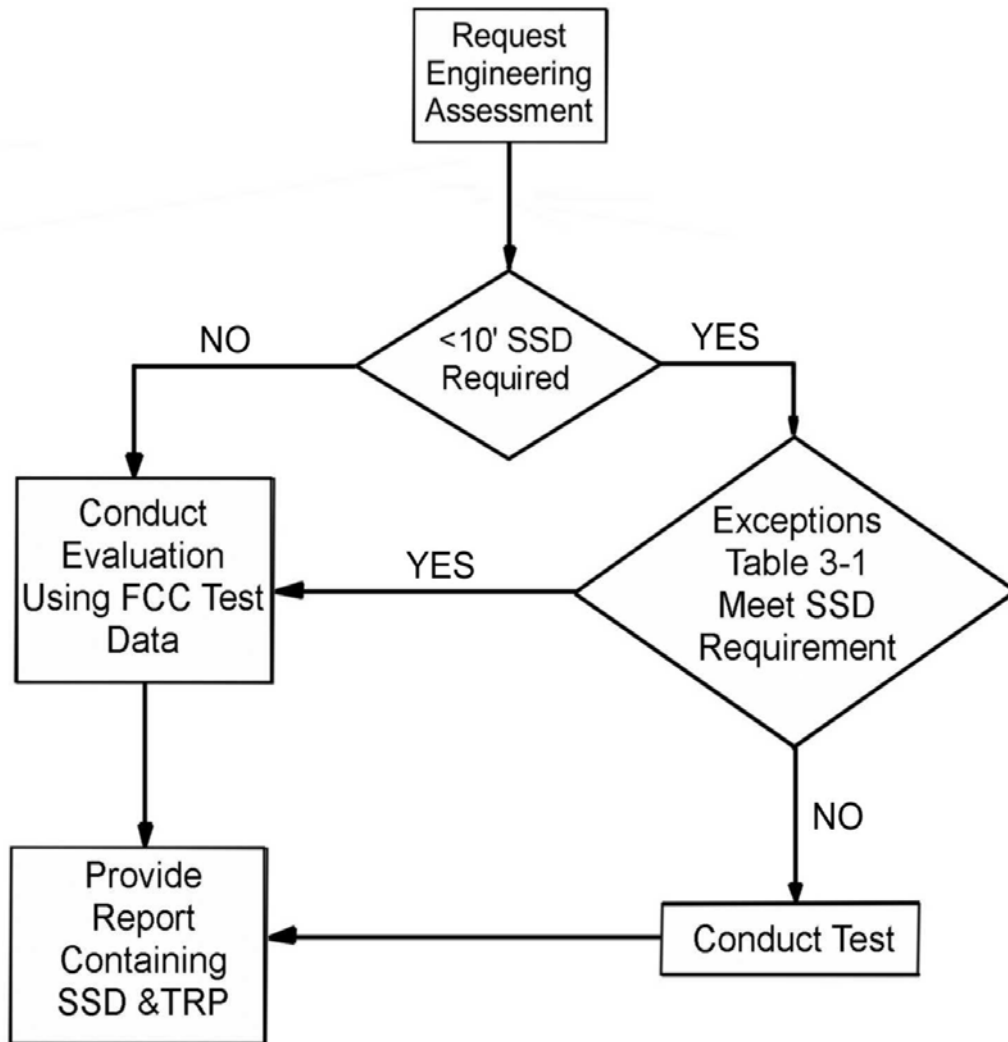 Request
Engineering
Assessment
<10' SSD
Required
NO
YES
Exceptions
Table 3-1
Meet SSD
Requirement
YES
Conduct
Evaluation
Using FCC Test
Data
NO
Conduct Test
Provide
Report
Containing
SSD &TRP